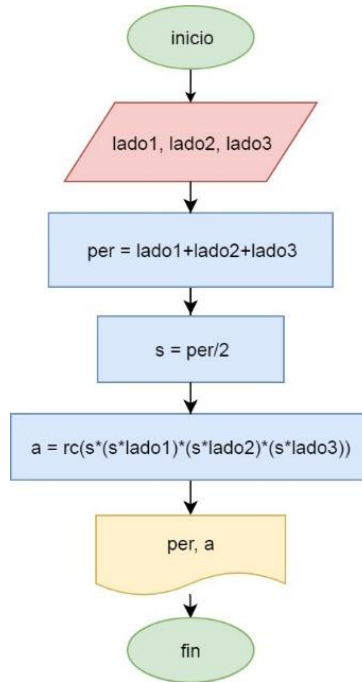 inicio
lado1, lado2, lado3
per = lado1+lado2+lado3
s = per/2
a = rc(s*(s*lado1)*(s*lado2)*(s*lado3))
per, a
fin